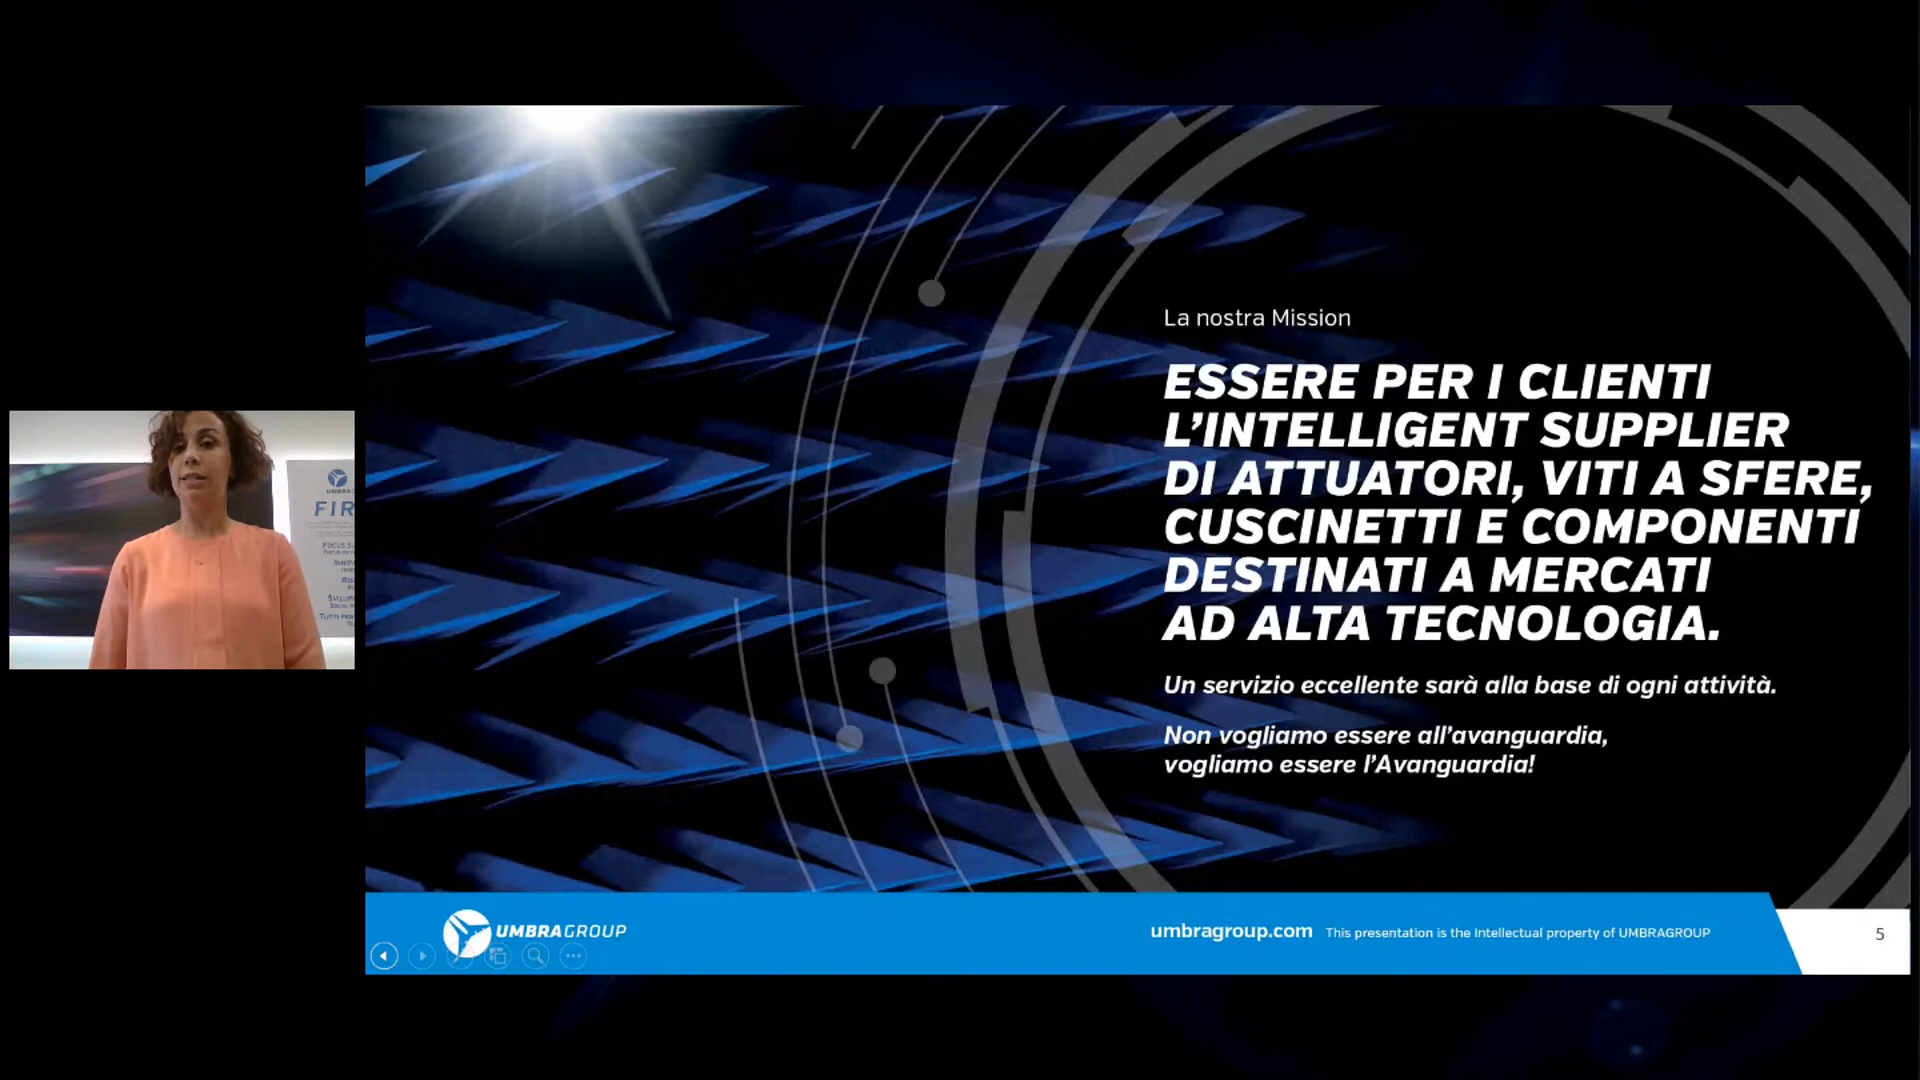 UMBRA
FIR
La nostra Mission
ESSERE PER I CLIENTI
L’INTELLIGENT SUPPLIER
DI ATTUATORI, VITI A SFERE,
CUSCINETTI E COMPONENTI
DESTINATI A MERCATI
AD ALTA TECNOLOGIA.
Un servizio eccellente sarà alla base di ogni attività.
Non vogliamo essere all’avanguardia,
vogliamo essere l’Avanguardia!
UMBRAGROUP
umbragroup.com This presentation is the Intellectual property of UMBRAGROUP
5